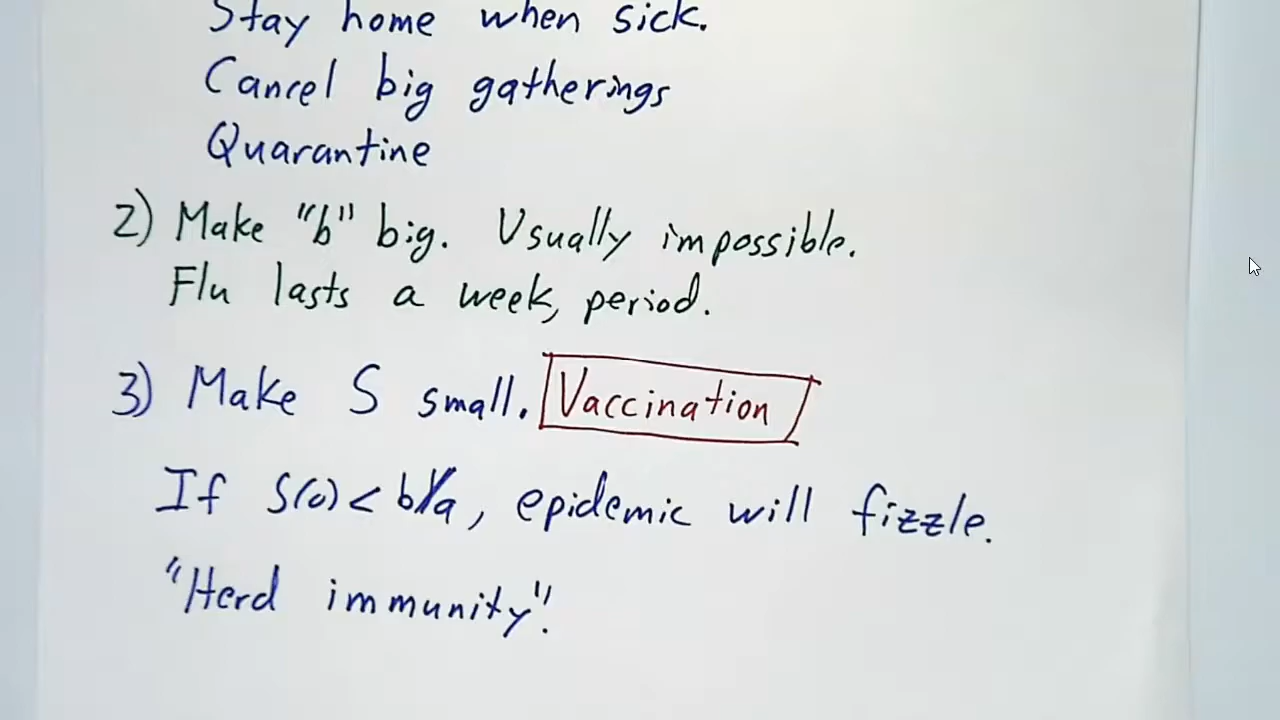 Stay home when sick.
Cancel big gatherings
Quarantine
2) Make "b" big. Usually impossible.
Flu lasts a week, period.
3) Make S small. Vaccination
If S(0) < b/a, epidemic will fizzle.
"Herd immunity".